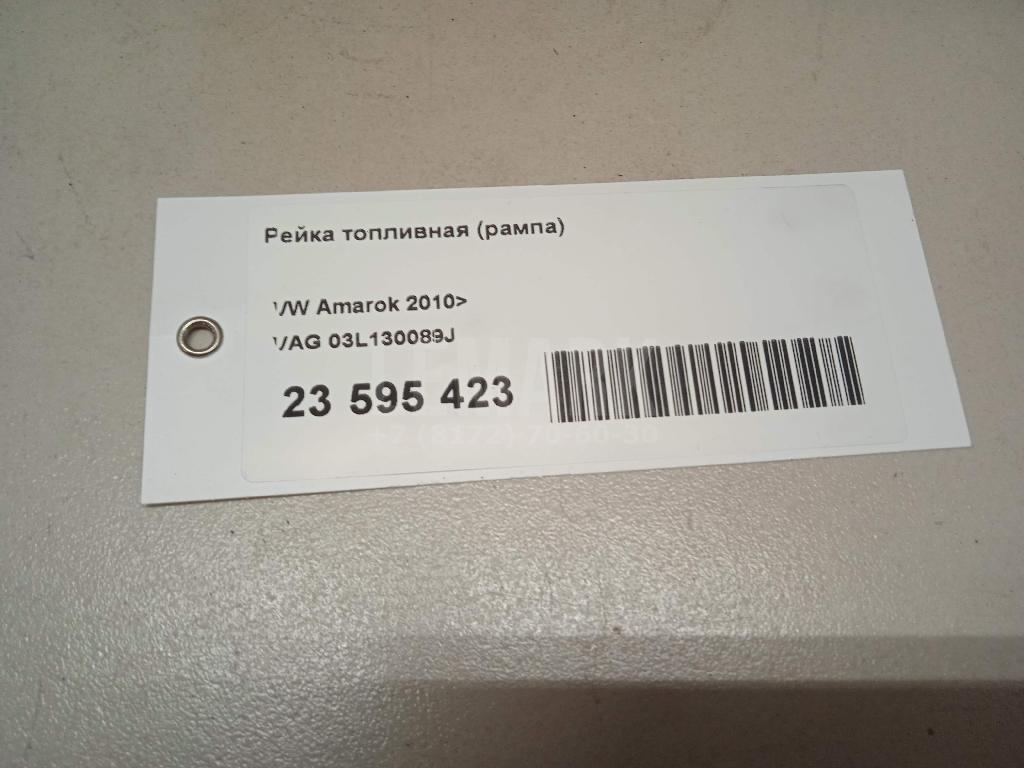 Рейка топливная (рампа)
VW Amarok 2010>
VAG 03L130089J
23 595 423